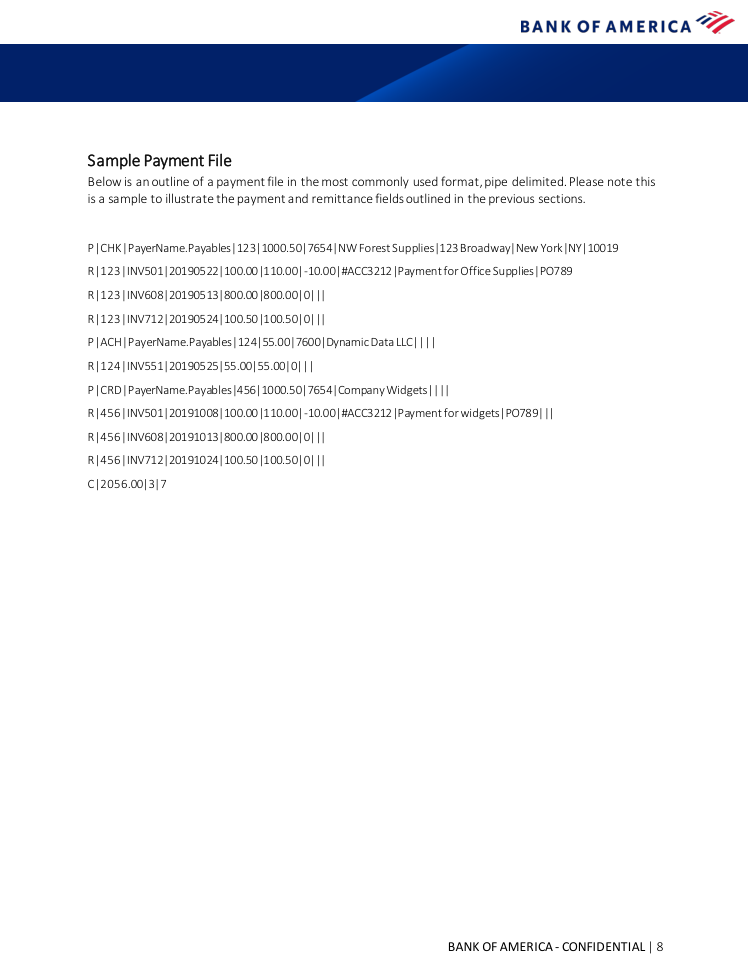 BANK OF AMERICA
Sample Payment File
Below is an outline of a payment file in the most commonly used format, pipe delimited. Please note this
is a sample to illustrate the payment and remittance fields outlined in the previous sections.
P|CHK|PayerName.Payables|123|1000.50|7654|NW Forest Supplies|123 Broadway|New York|NY|10019
R|123|INV501|20190522|100.00|110.00|-10.00|#ACC3212|Payment for Office Supplies|PO789
R|123|INV608|20190513|800.00|800.00|0|||
R|123|INV712|20190524|100.50|100.50|0|||
P|ACH|PayerName.Payables|124|55.00|7600|Dynamic Data LLC||||
R|124|INV551|20190525|55.00|55.00|0|||
P|CRD|PayerName.Payables|456|1000.50|7654|Company Widgets||||
R|456|INV501|20191008|100.00|110.00|-10.00|#ACC3212|Payment for widgets|PO789|||
R|456|INV608|20191013|800.00|800.00|0|||
R|456|INV712|20191024|100.50|100.50|0|||
C|2056.00|3|7
BANK OF AMERICA - CONFIDENTIAL | 8